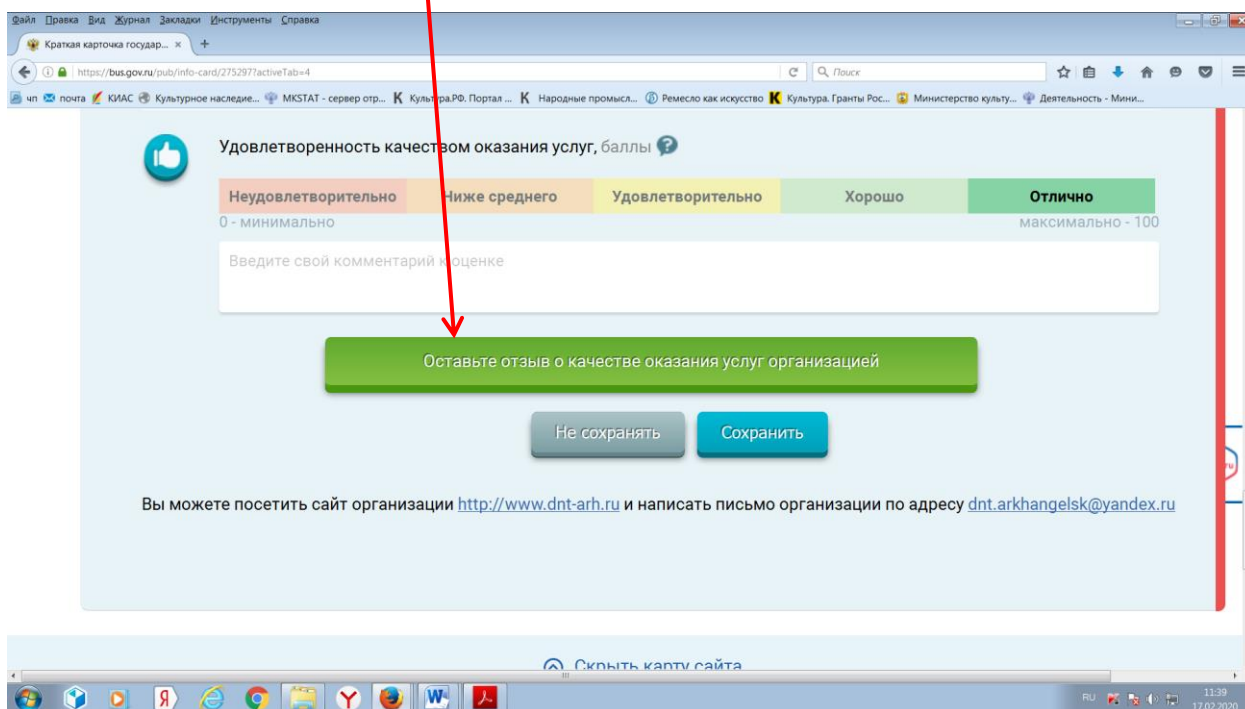 Файл Правка Вид Журнал Закладки Инструменты Справка
Краткая карточка государ... × +
https://bus.gov.ru/pub/info-card/275297?activeTab=4 Поиск
чп почта КИАС Культурное наследие... MKSTAT - сервер отр... Культура.РФ. Портал ... Народные промысл... Ремесло как искусство Культура. Гранты Рос... Министерство культу... Деятельность - Мини...
Удовлетворенность качеством оказания услуг, баллы ?
Неудовлетворительно Ниже среднего Удовлетворительно Хорошо Отлично
0 - минимально максимально - 100
Введите свой комментарий к оценке
Оставьте отзыв о качестве оказания услуг организацией
Не сохранять Сохранить
Вы можете посетить сайт организации http://www.dnt-arh.ru и написать письмо организации по адресу dnt.arkhangelsk@yandex.ru
Скрыть карту сайта
RU 11:39
17.02.2020